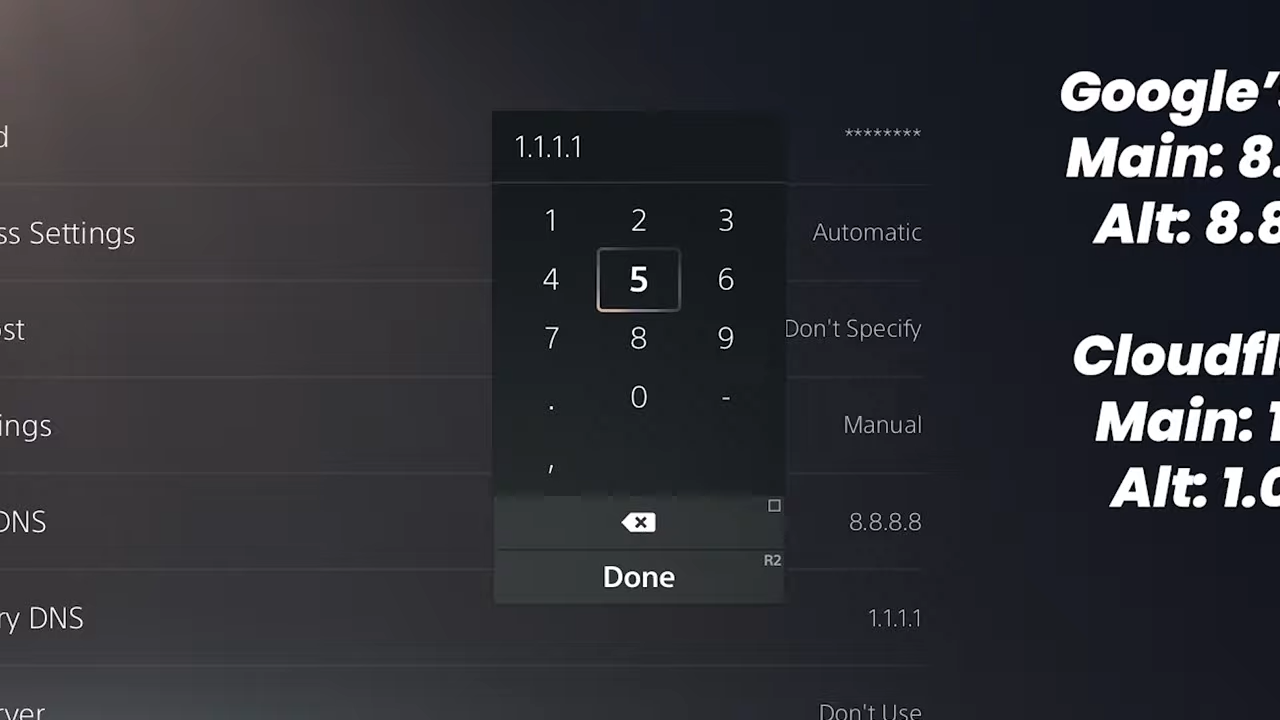 d ********
ss Settings Automatic
ost Don't Specify
ings Manual
DNS 8.8.8.8
ry DNS 1.1.1.1
rver Don't Use
1.1.1.1
1 2 3
4 5 6
7 8 9
. 0 -
,
R2
Done
Google's
Main: 8.
Alt: 8.8
Cloudfl
Main: 1
Alt: 1.0